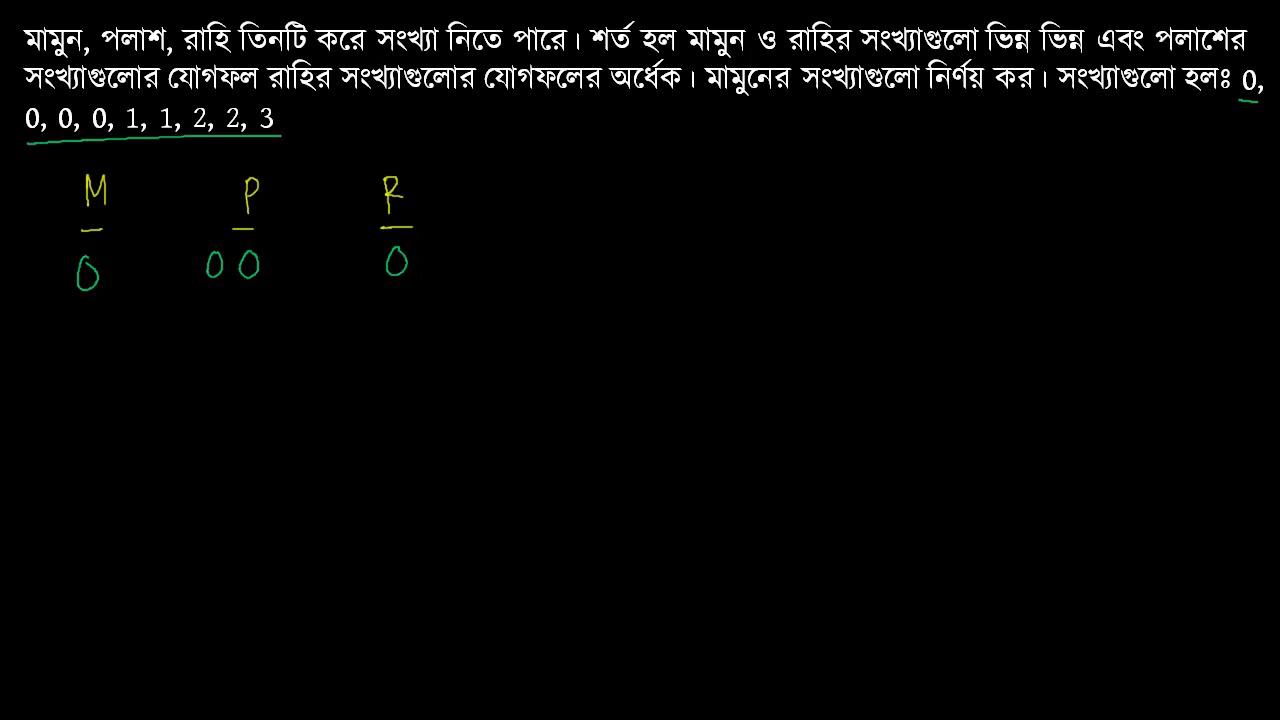 মামুন, পলাশ, রাহি তিনটি করে সংখ্যা নিতে পারে। শর্ত হল মামুন ও রাহির সংখ্যাগুলো ভিন্ন ভিন্ন এবং পলাশের
সংখ্যাগুলোর যোগফল রাহির সংখ্যাগুলোর যোগফলের অর্ধেক। মামুনের সংখ্যাগুলো নির্ণয় কর। সংখ্যাগুলো হলঃ 0,
0, 0, 0, 1, 1, 2, 2, 3
M P R
0 0 0 0